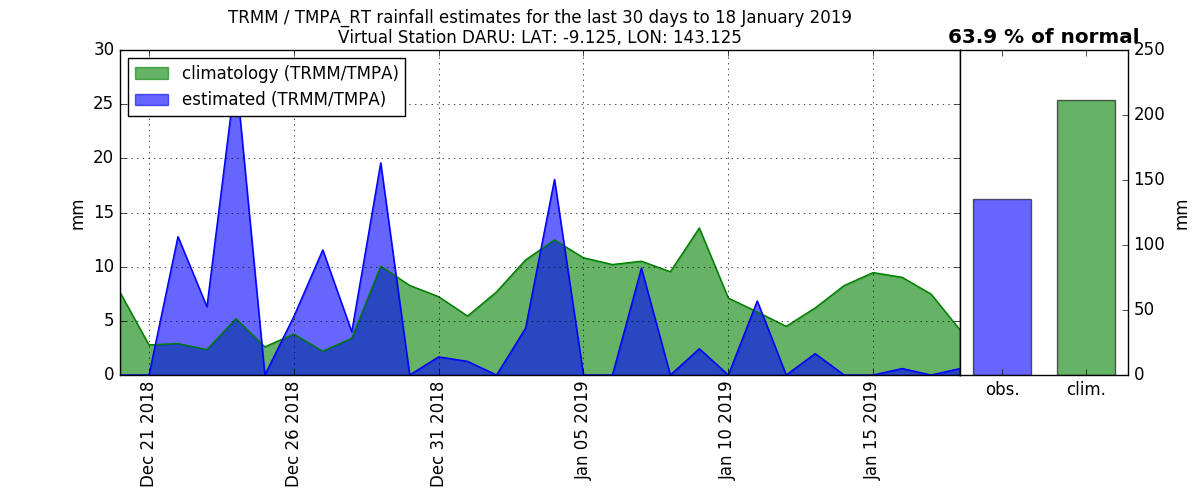 TRMM / TMPA_RT rainfall estimates for the last 30 days to 18 January 2019
Virtual Station DARU: LAT: -9.125, LON: 143.125
63.9 % of normal
climatology (TRMM/TMPA)
estimated (TRMM/TMPA)
mm
30
25
20
15
10
5
0
Dec 21 2018
Dec 26 2018
Dec 31 2018
Jan 05 2019
Jan 10 2019
Jan 15 2019
obs.
clim.
250
200
150
100
50
0
mm